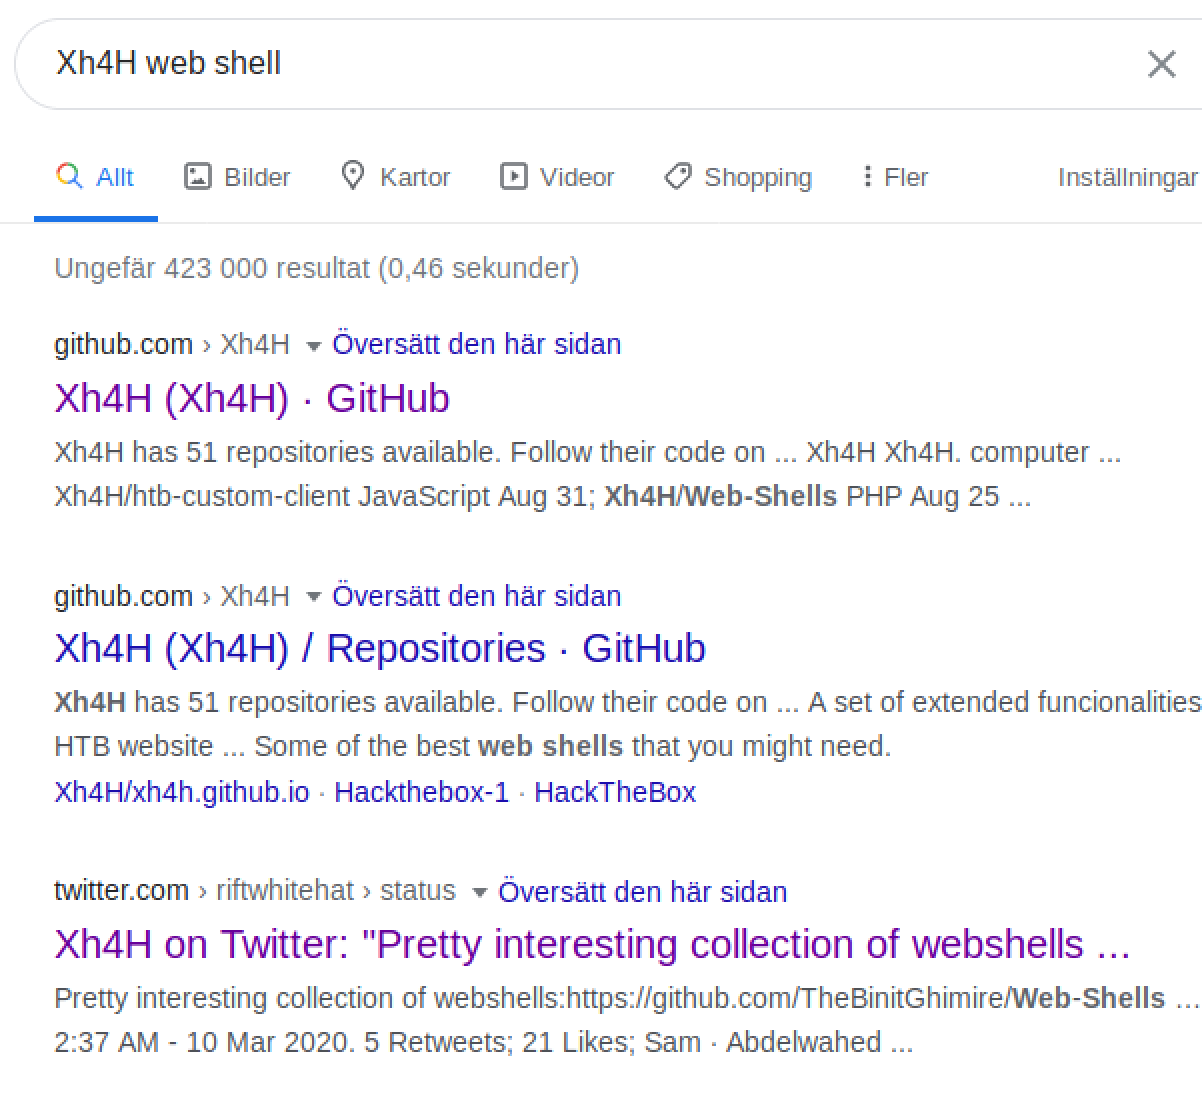 Xh4H web shell
Allt Bilder Kartor Videor Shopping Fler Inställningar
Ungefär 423 000 resultat (0,46 sekunder)
github.com › Xh4H Översätt den här sidan
Xh4H (Xh4H) · GitHub
Xh4H has 51 repositories available. Follow their code on ... Xh4H Xh4H. computer ...
Xh4H/htb-custom-client JavaScript Aug 31; Xh4H/Web-Shells PHP Aug 25 ...
github.com › Xh4H Översätt den här sidan
Xh4H (Xh4H) / Repositories · GitHub
Xh4H has 51 repositories available. Follow their code on ... A set of extended funcionalities
HTB website ... Some of the best web shells that you might need.
Xh4H/xh4h.github.io · Hackthebox-1 · HackTheBox
twitter.com › riftwhitehat › status Översätt den här sidan
Xh4H on Twitter: "Pretty interesting collection of webshells ...
Pretty interesting collection of webshells:https://github.com/TheBinitGhimire/Web-Shells ...
2:37 AM - 10 Mar 2020. 5 Retweets; 21 Likes; Sam · Abdelwahed ...